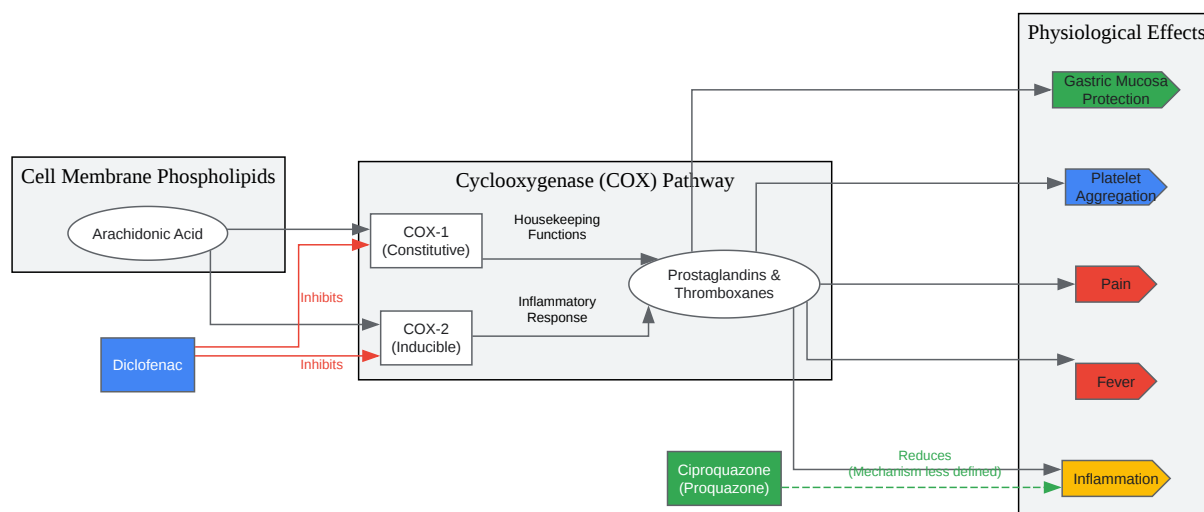 Physiological Effects
Gastric Mucosa
Protection
Cell Membrane Phospholipids
Cyclooxygenase (COX) Pathway
Platelet
Aggregation
Arachidonic Acid
COX-1
(Constitutive)
Housekeeping
Functions
Prostaglandins &
Thromboxanes
Pain
Inhibits
COX-2
(Inducible)
Inflammatory
Response
Diclofenac
Inhibits
Fever
Ciproquazone
(Proquazone)
Reduces
(Mechanism less defined)
Inflammation